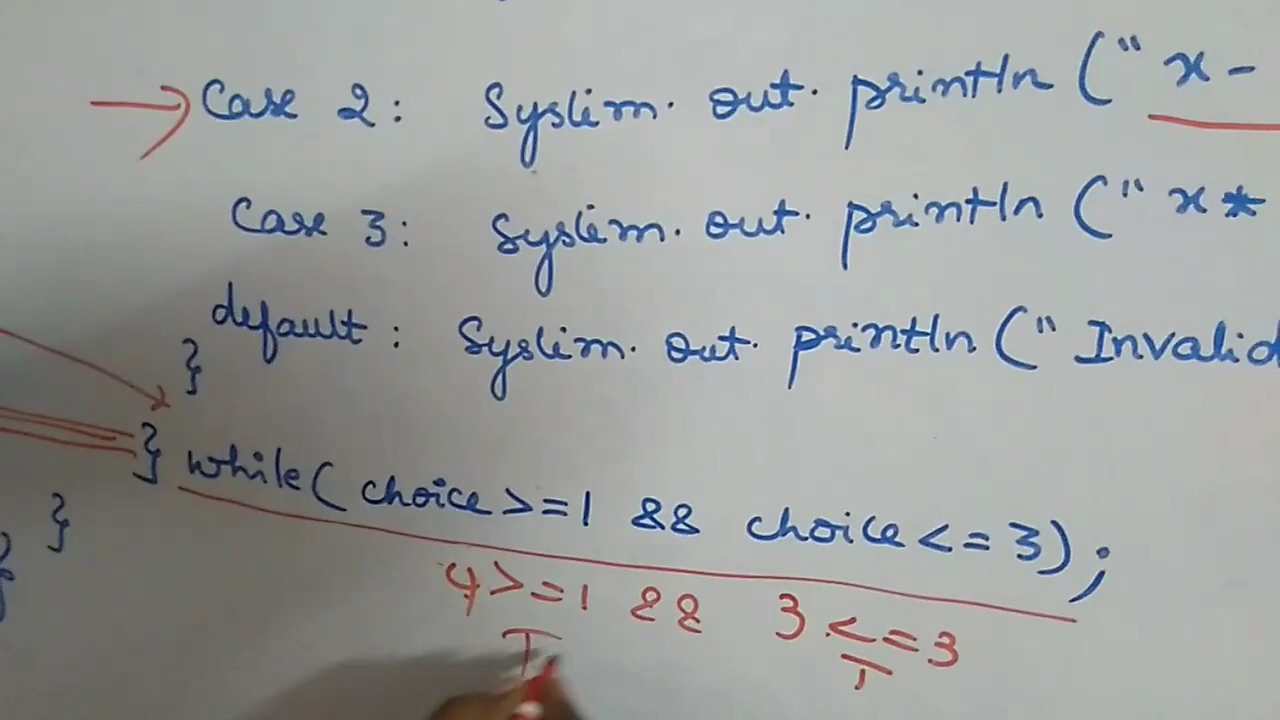 Case 2: System. out. println ("x-
Case 3: System. out. println ("x*
default: System. out. println ("Invalid
}
} while( choice>=1 && choice<=3);
}
4>=1 && 3<=3
T T